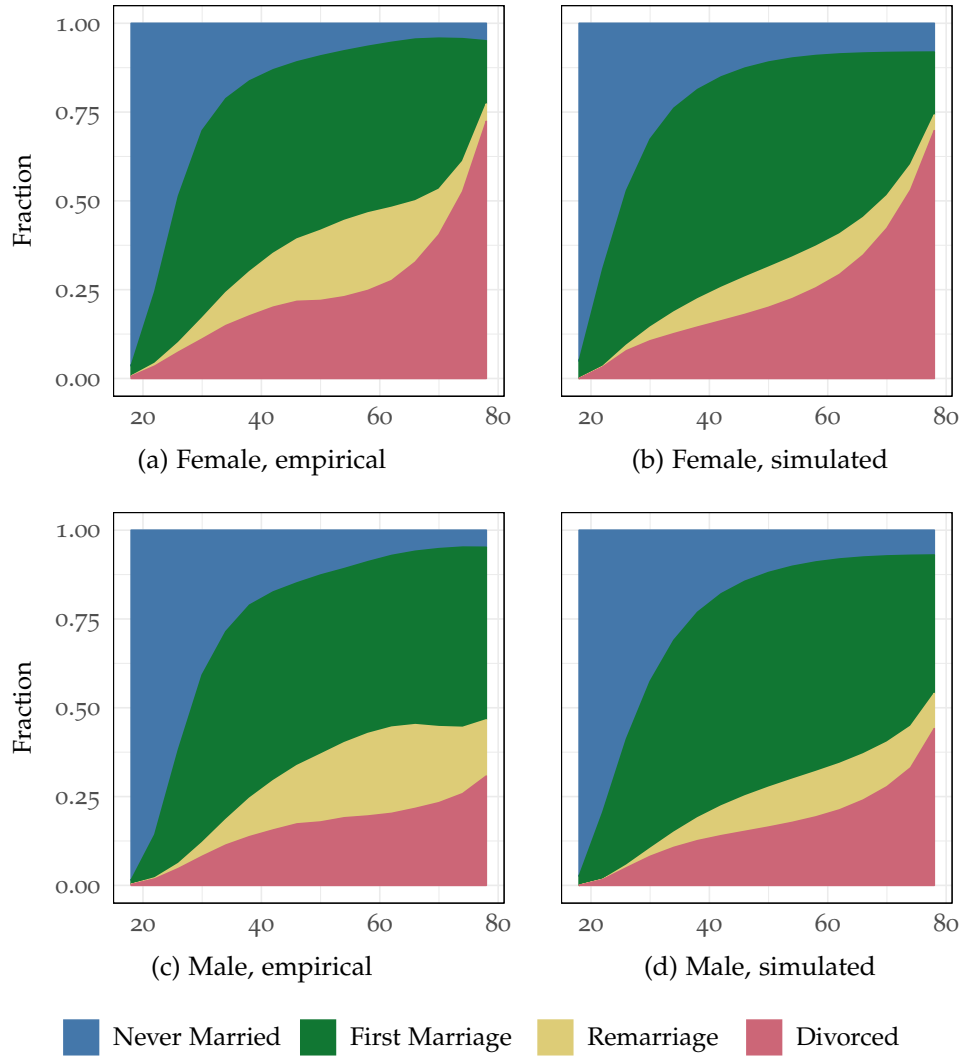 1.00
0.75
0.50
0.25
0.00
Fraction
20 40 60 80
20 40 60 80
(a) Female, empirical
(b) Female, simulated
1.00
0.75
0.50
0.25
0.00
Fraction
20 40 60 80
20 40 60 80
(c) Male, empirical
(d) Male, simulated
Never Married First Marriage Remarriage Divorced